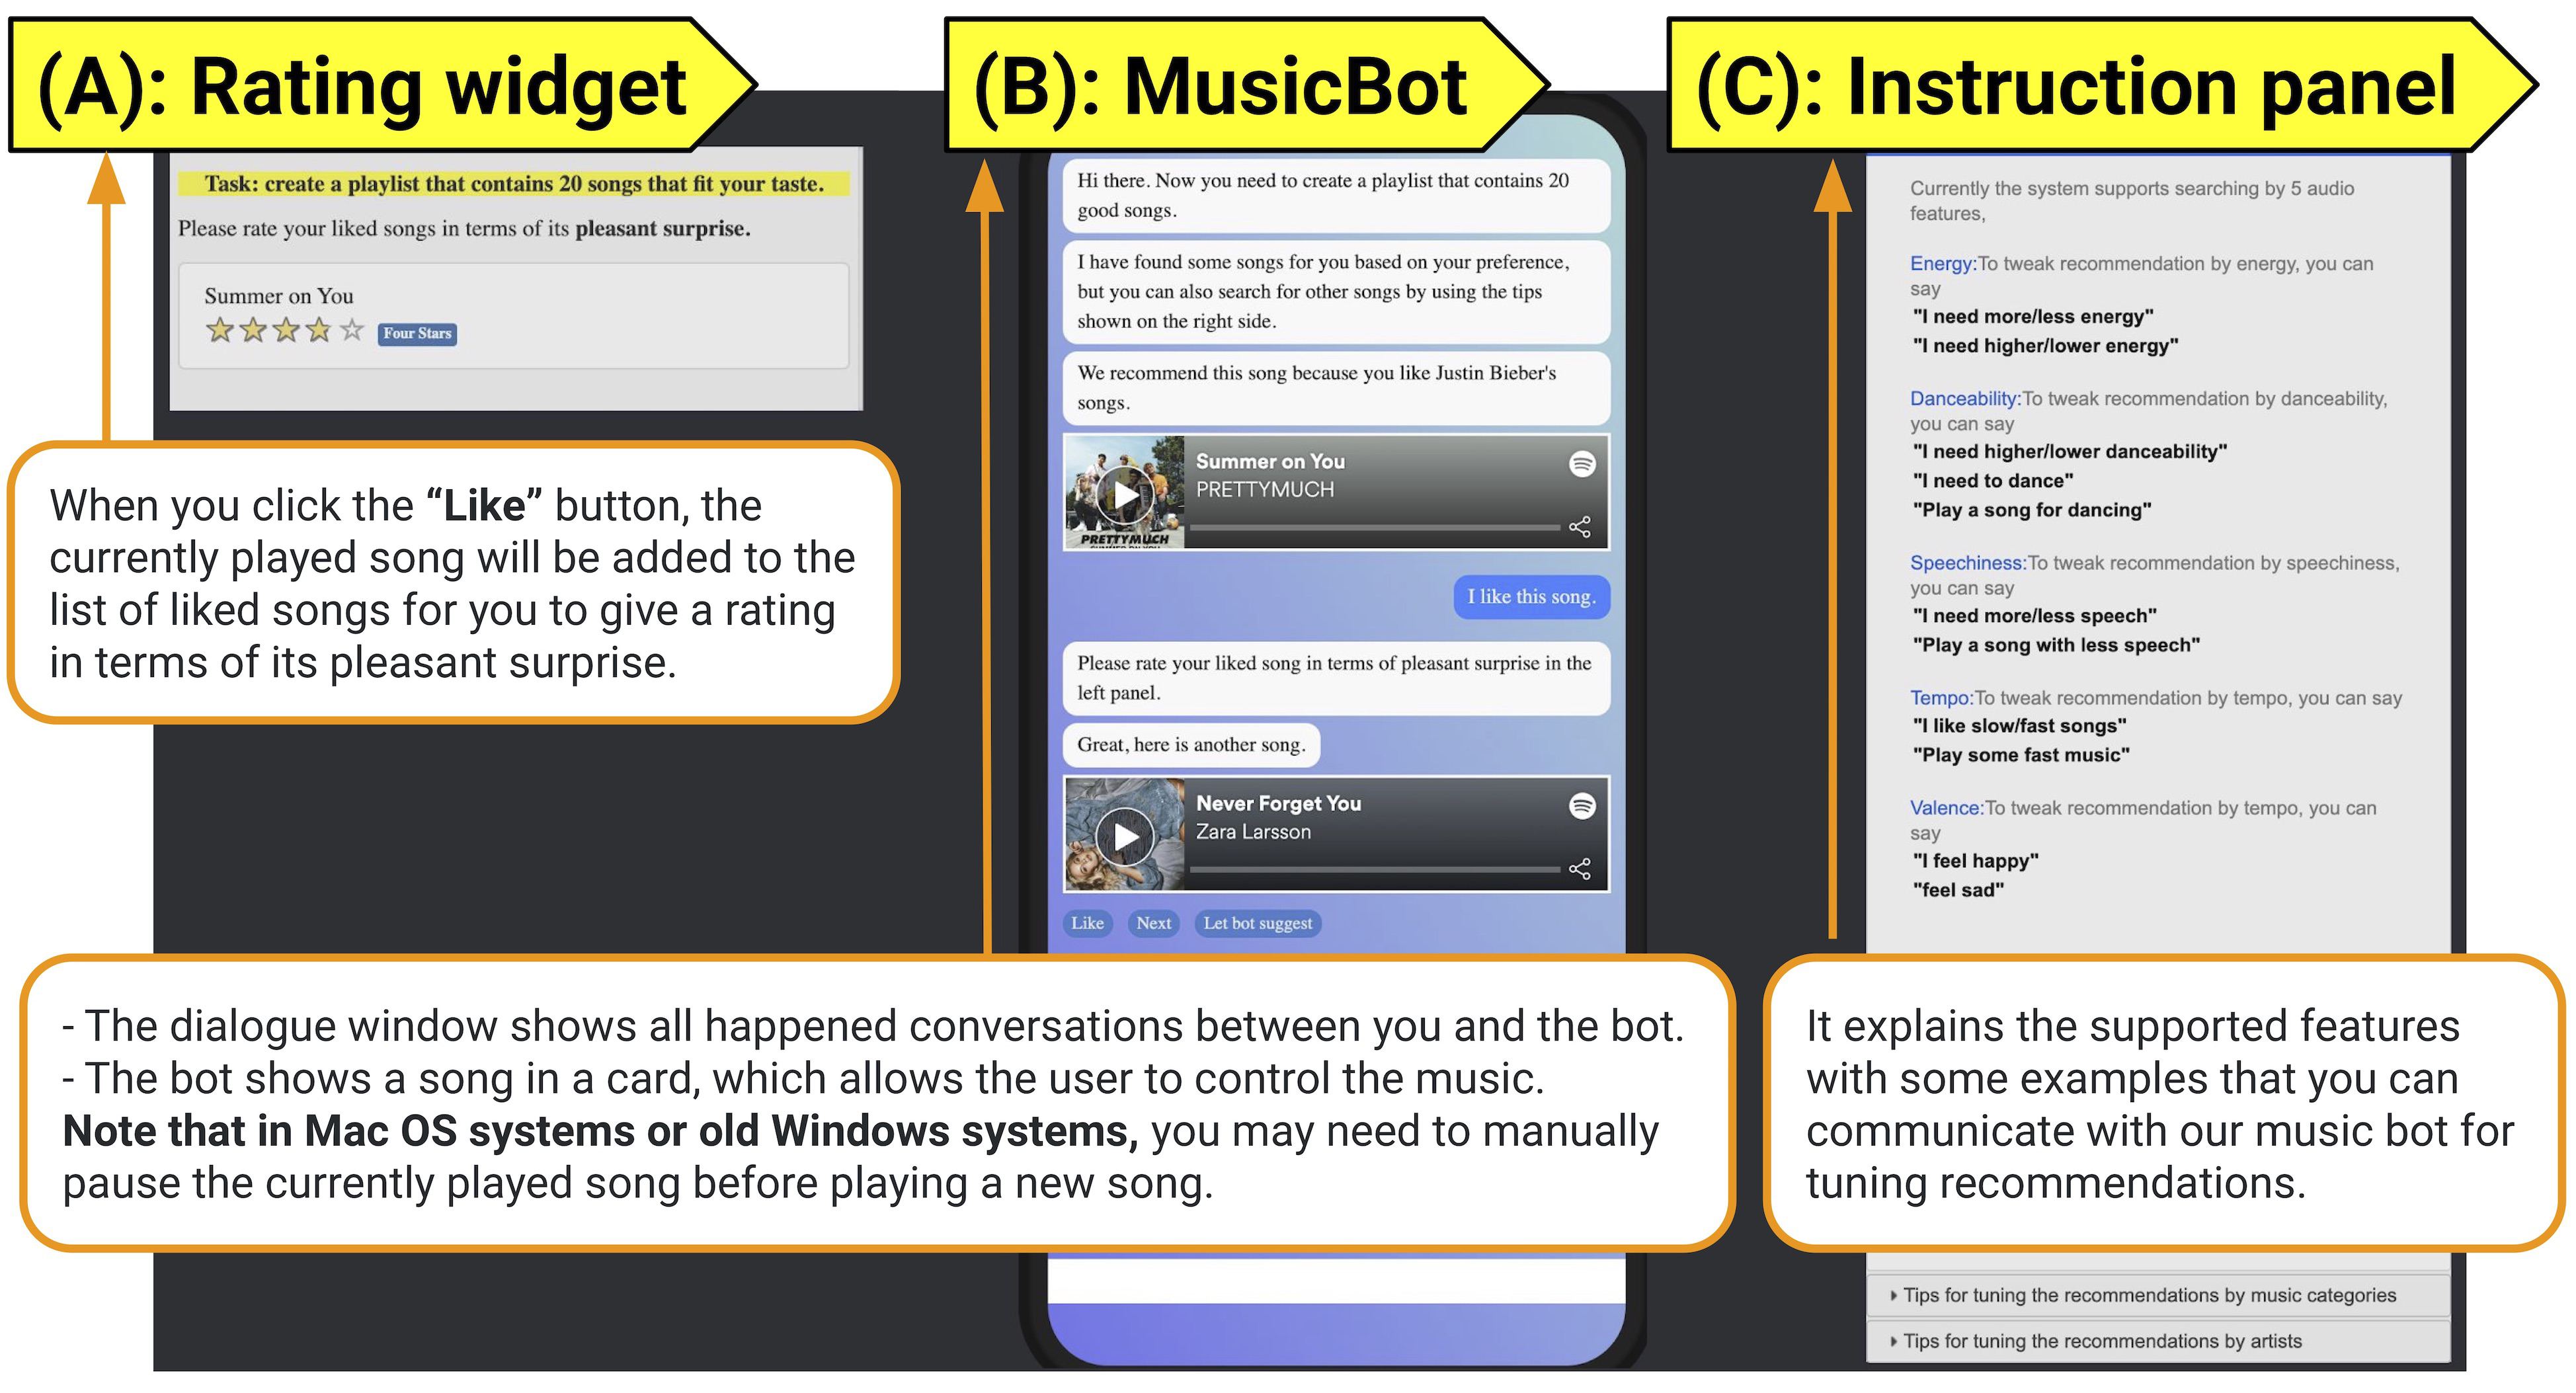 (A): Rating widget
(B): MusicBot
(C): Instruction panel
Task: create a playlist that contains 20 songs that fit your taste.
Please rate your liked songs in terms of its pleasant surprise.
Summer on You
Four Stars
When you click the “Like” button, the
currently played song will be added to the
list of liked songs for you to give a rating
in terms of its pleasant surprise.
Hi there. Now you need to create a playlist that contains 20
good songs.
I have found some songs for you based on your preference,
but you can also search for other songs by using the tips
shown on the right side.
We recommend this song because you like Justin Bieber's
songs.
Summer on You
PRETTYMUCH
PRETTYMUCH
I like this song.
Please rate your liked song in terms of pleasant surprise in the
left panel.
Great, here is another song.
Never Forget You
Zara Larsson
Like
Next
Let bot suggest
- The dialogue window shows all happened conversations between you and the bot.
- The bot shows a song in a card, which allows the user to control the music.
Note that in Mac OS systems or old Windows systems, you may need to manually
pause the currently played song before playing a new song.
Currently the system supports searching by 5 audio
features,
Energy:To tweak recommendation by energy, you can
say
"I need more/less energy"
"I need higher/lower energy"
Danceability:To tweak recommendation by danceability,
you can say
"I need higher/lower danceability"
"I need to dance"
"Play a song for dancing"
Speechiness:To tweak recommendation by speechiness,
you can say
"I need more/less speech"
"Play a song with less speech"
Tempo:To tweak recommendation by tempo, you can say
"I like slow/fast songs"
"Play some fast music"
Valence:To tweak recommendation by tempo, you can
say
"I feel happy"
"feel sad"
It explains the supported features
with some examples that you can
communicate with our music bot for
tuning recommendations.
Tips for tuning the recommendations by music categories
Tips for tuning the recommendations by artists